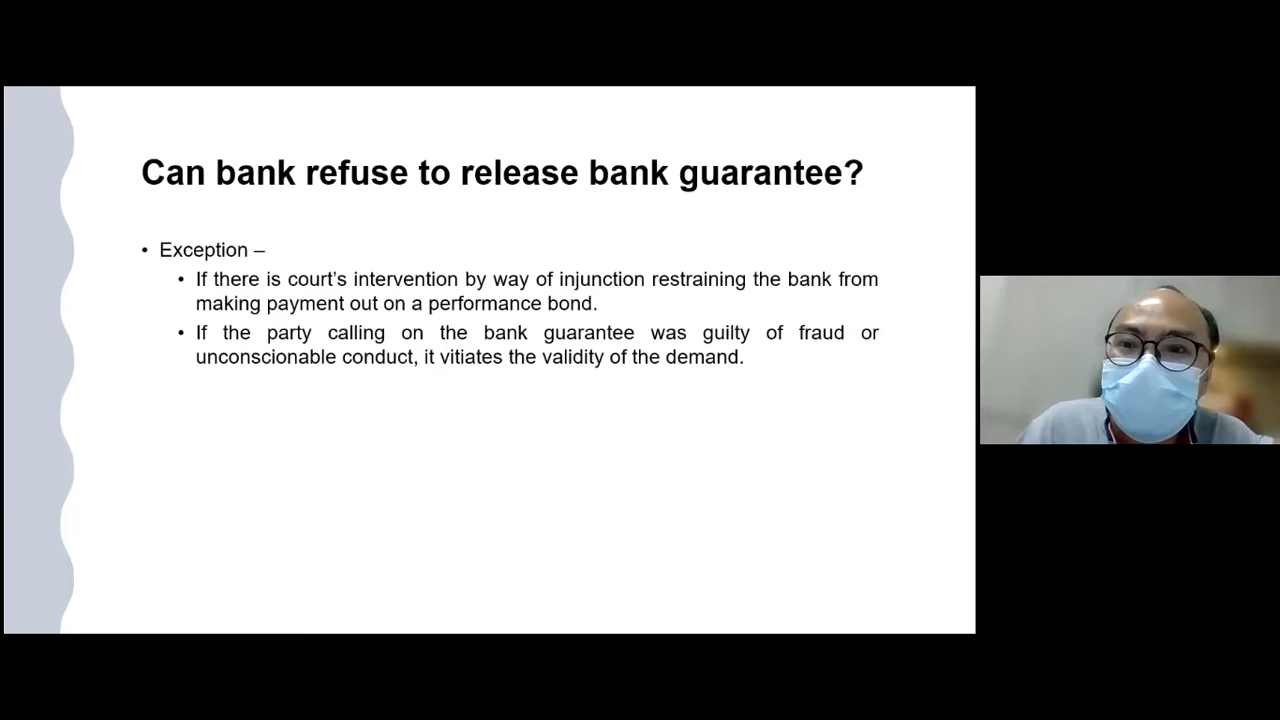 Can bank refuse to release bank guarantee?
• Exception –
• If there is court’s intervention by way of injunction restraining the bank from
making payment out on a performance bond.
• If the party calling on the bank guarantee was guilty of fraud or
unconscionable conduct, it vitiates the validity of the demand.